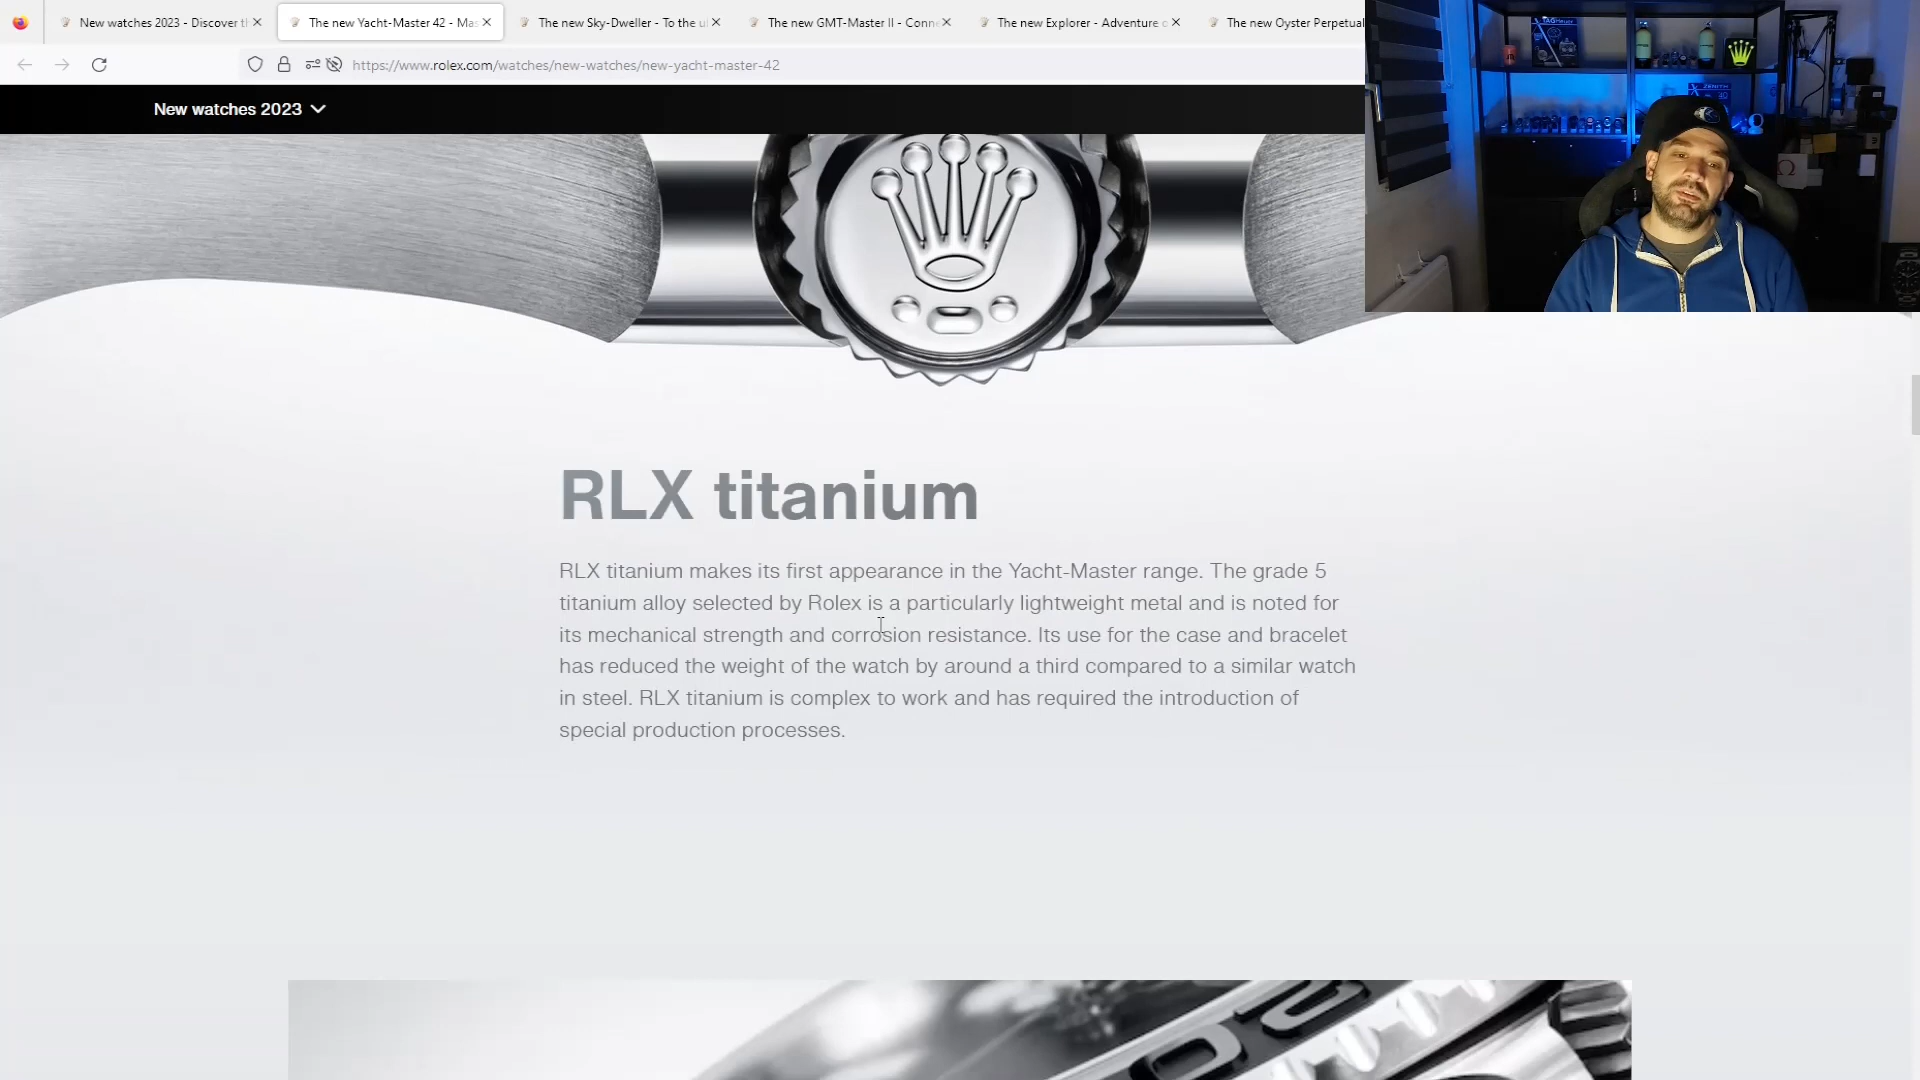 New watches 2023 - Discover t
The new Yacht-Master 42 - Ma
The new Sky-Dweller - To the u
The new GMT-Master II - Conn
The new Explorer - Adventure o
The new Oyster Perpetual
https://www.rolex.com/watches/new-watches/new-yacht-master-42
New watches 2023
TAGHeuer
ZENITH
RLX titanium
RLX titanium makes its first appearance in the Yacht-Master range. The grade 5
titanium alloy selected by Rolex is a particularly lightweight metal and is noted for
its mechanical strength and corrosion resistance. Its use for the case and bracelet
has reduced the weight of the watch by around a third compared to a similar watch
in steel. RLX titanium is complex to work and has required the introduction of
special production processes.